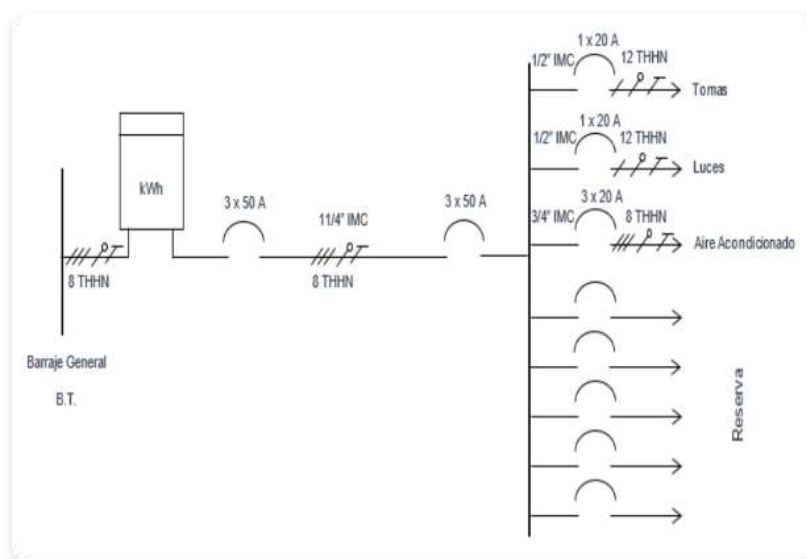 1 x 20 A
1/2" IMC
12 THHN
Tomas
1x20 A
1/2" IMC
12 THHN
Luces
3 x 20 A
3/4" IMC
8 THHN
Aire Acondicionado
kWh
3 x 50 A
11/4" IMC
3 x 50 A
8 THHN
8 THHN
Barraje General
B.T.
Reserva